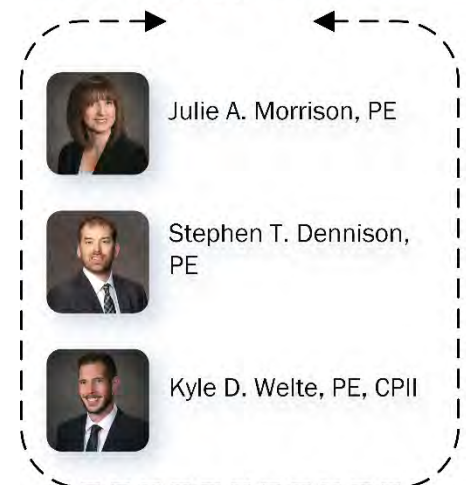 Julie A. Morrison, PE
Stephen T. Dennison,
PE
Kyle D. Welte, PE, CPII